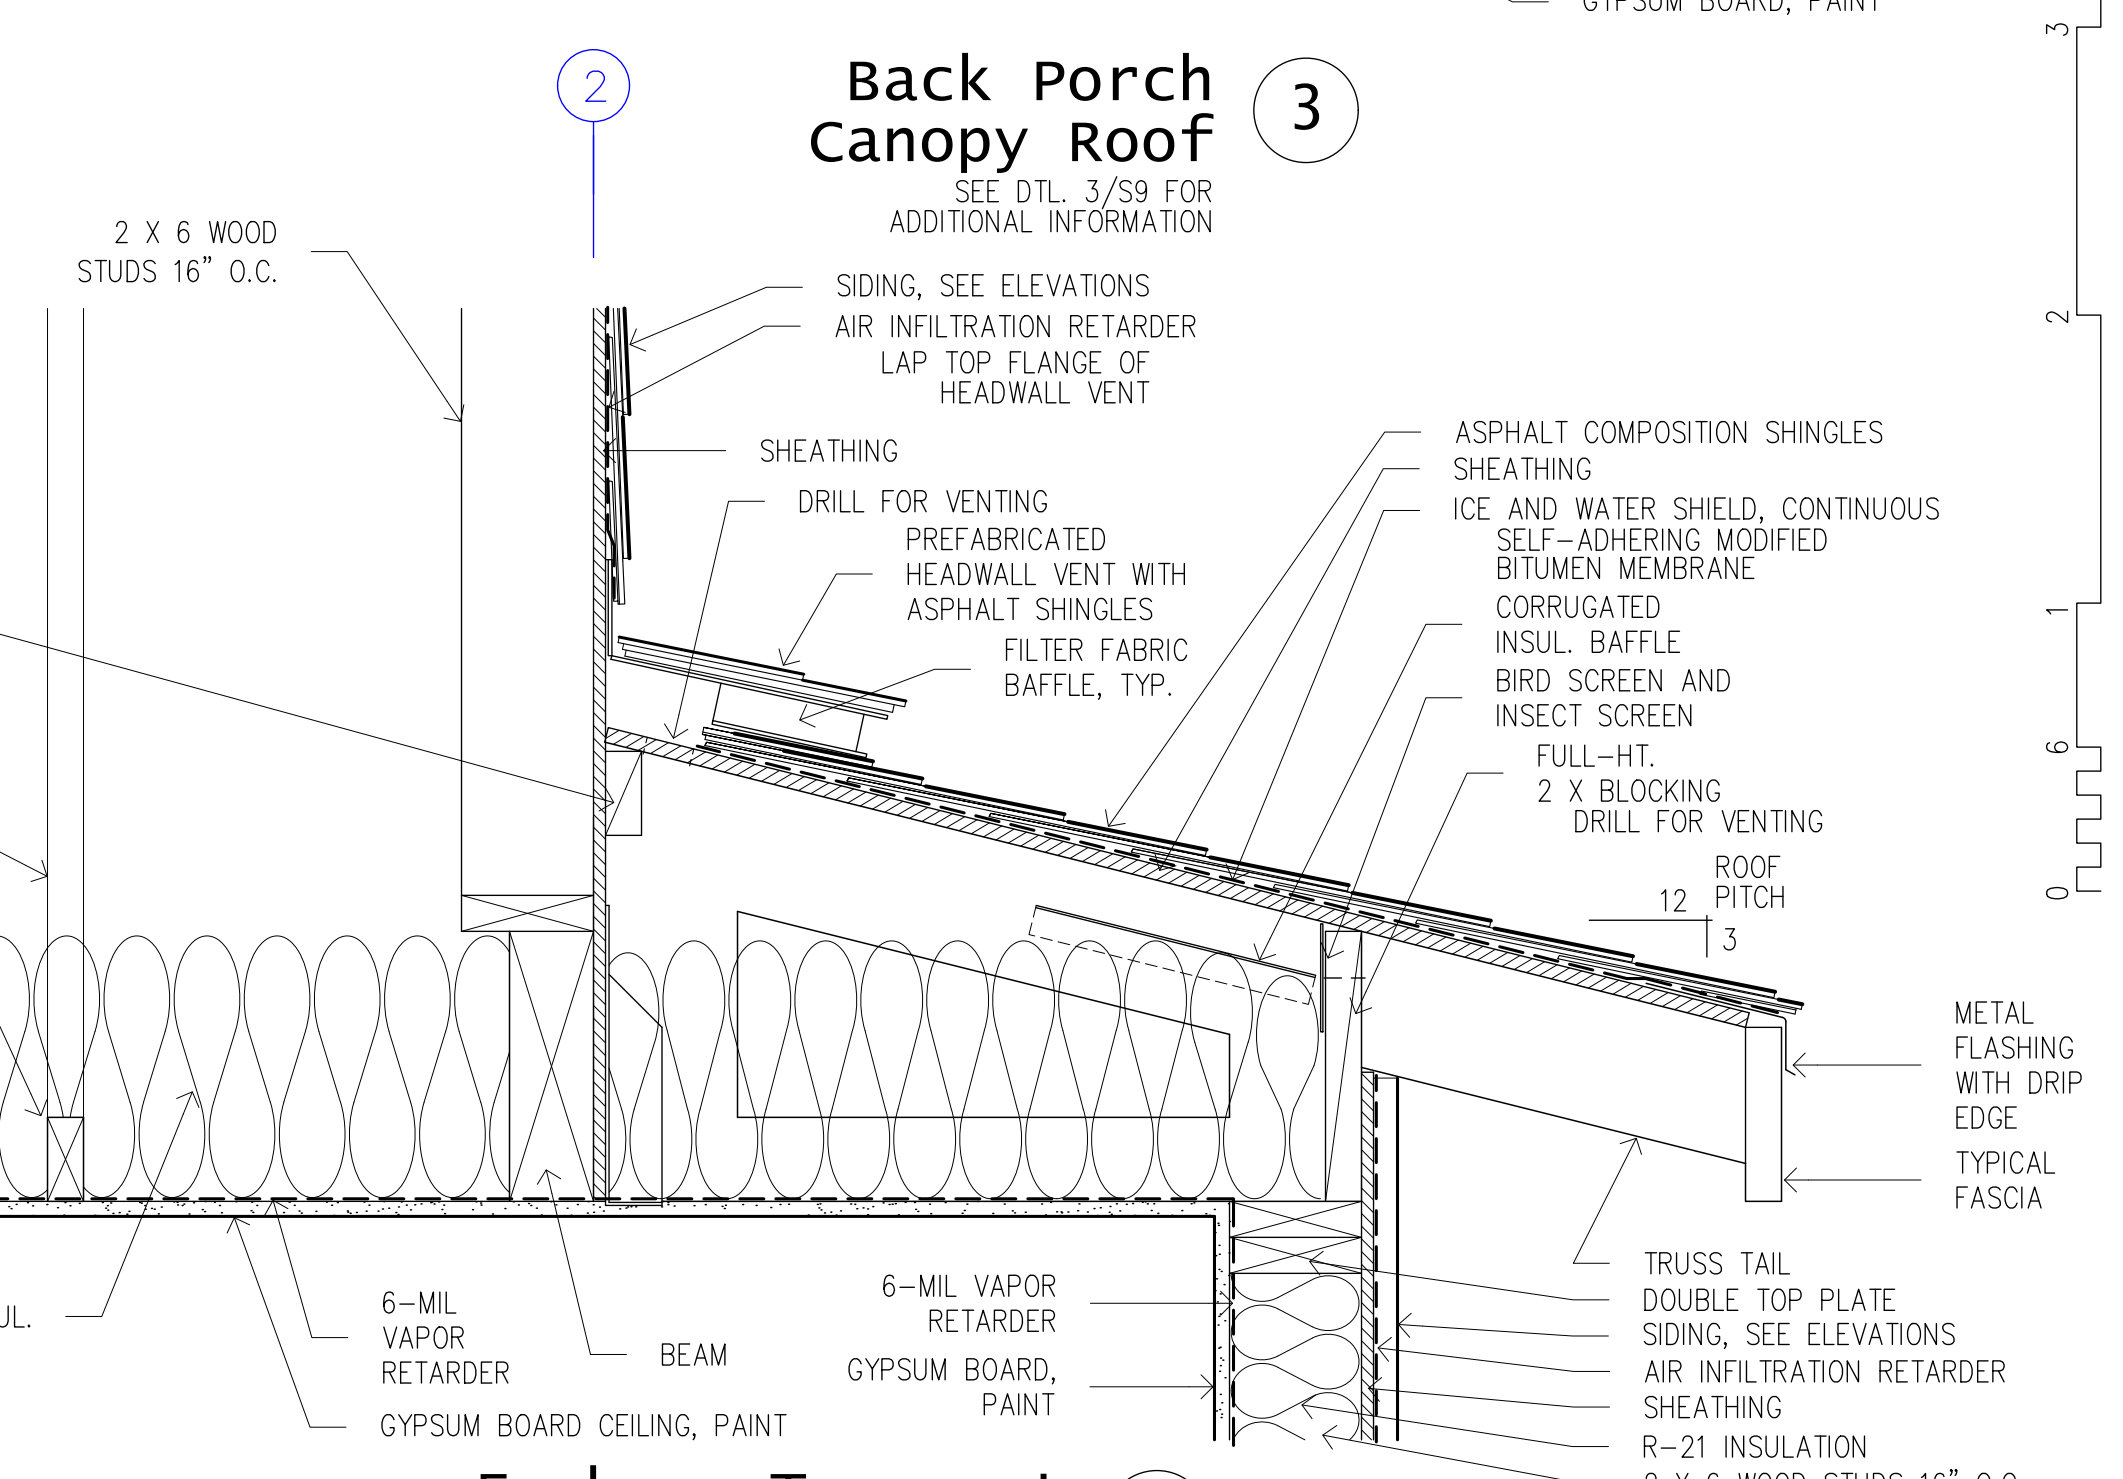 GYPSUM BOARD, PAINT
2
Back Porch
Canopy Roof
3
SEE DTL. 3/S9 FOR
ADDITIONAL INFORMATION
2 X 6 WOOD
STUDS 16" O.C.
SIDING, SEE ELEVATIONS
AIR INFILTRATION RETARDER
LAP TOP FLANGE OF
HEADWALL VENT
SHEATHING
DRILL FOR VENTING
PREFABRICATED
HEADWALL VENT WITH
ASPHALT SHINGLES
FILTER FABRIC
BAFFLE, TYP.
ASPHALT COMPOSITION SHINGLES
SHEATHING
ICE AND WATER SHIELD, CONTINUOUS
SELF-ADHERING MODIFIED
BITUMEN MEMBRANE
CORRUGATED
INSUL. BAFFLE
BIRD SCREEN AND
INSECT SCREEN
FULL-HT.
2 X BLOCKING
DRILL FOR VENTING
ROOF
PITCH
12
3
3
2
1
6
0
METAL
FLASHING
WITH DRIP
EDGE
TYPICAL
FASCIA
UL.
6-MIL
VAPOR
RETARDER
GYPSUM BOARD CEILING, PAINT
BEAM
6-MIL VAPOR
RETARDER
GYPSUM BOARD,
PAINT
TRUSS TAIL
DOUBLE TOP PLATE
SIDING, SEE ELEVATIONS
AIR INFILTRATION RETARDER
SHEATHING
R-21 INSULATION
2 X 6 WOOD STUDS 16" O.C.